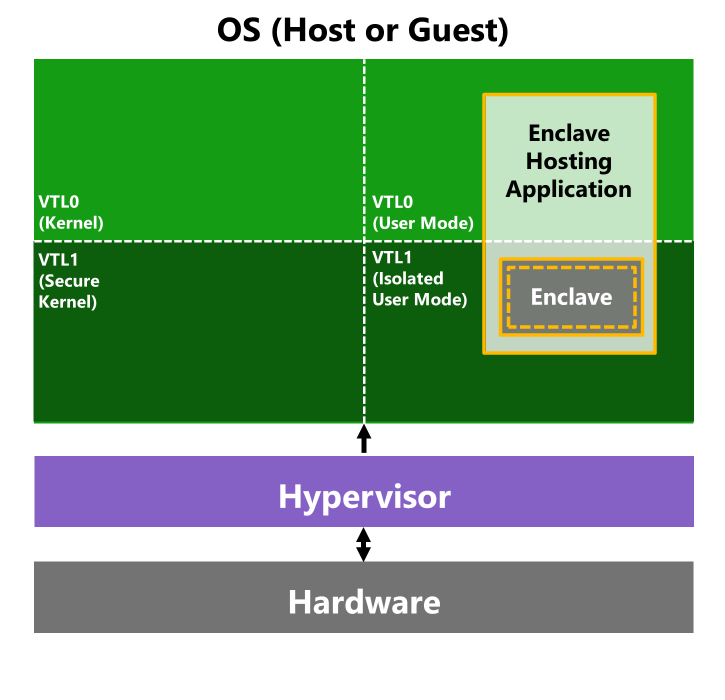 OS (Host or Guest)
Enclave
Hosting
Application
VTL0
(Kernel)
VTL0
(User Mode)
VTL1
(Secure
Kernel)
VTL1
(Isolated
User Mode)
Enclave
Hypervisor
Hardware